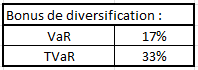 Bonus de diversification :
VaR 17%
TVaR 33%